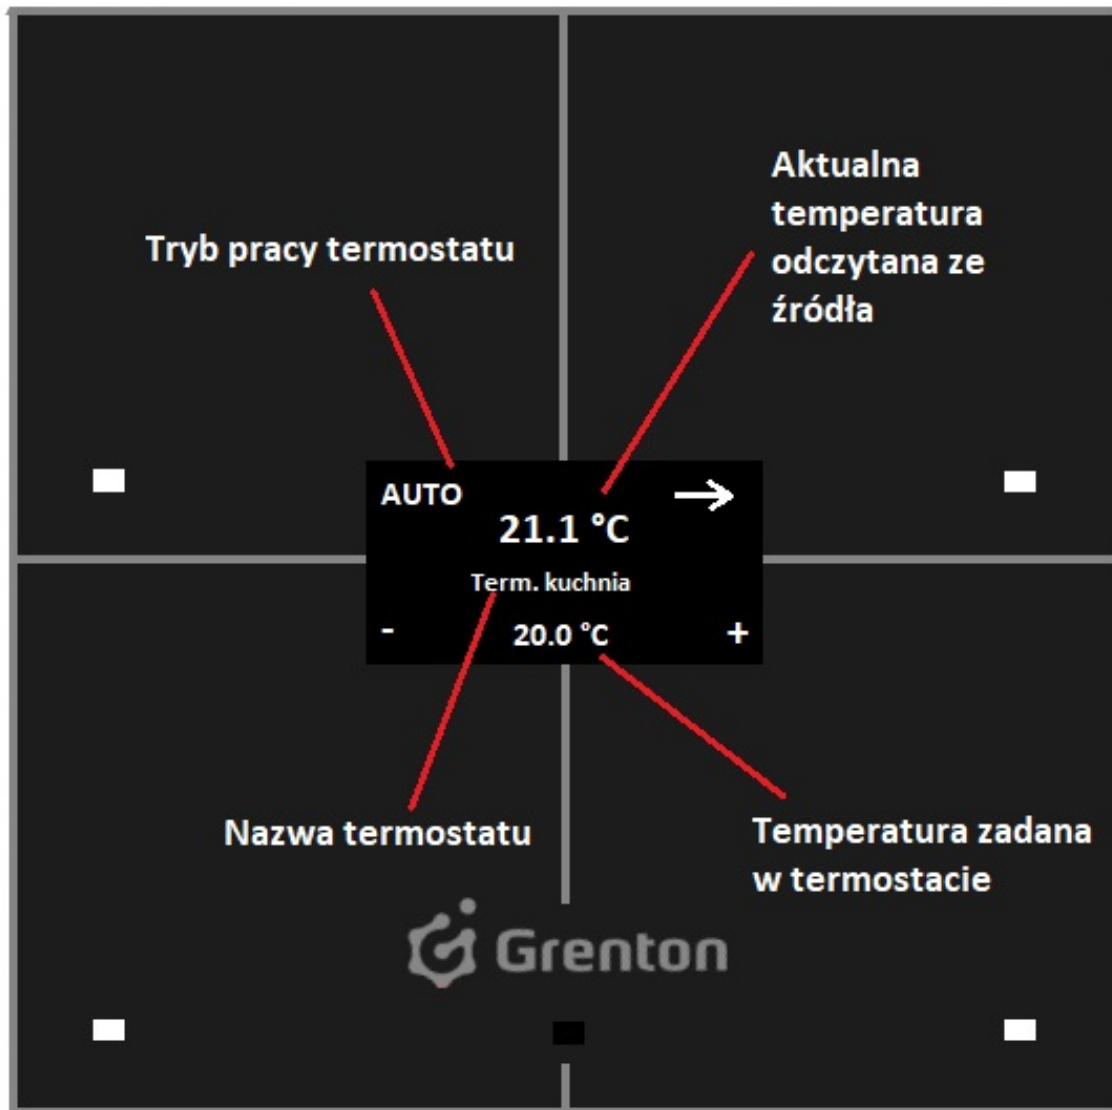 Tryb pracy termostatu
Aktualna
temperatura
odczytana ze
źródła
AUTO
21.1 °C
Term. kuchnia
- 20.0 °C +
Nazwa termostatu
Temperatura zadana
w termostacie
Grenton